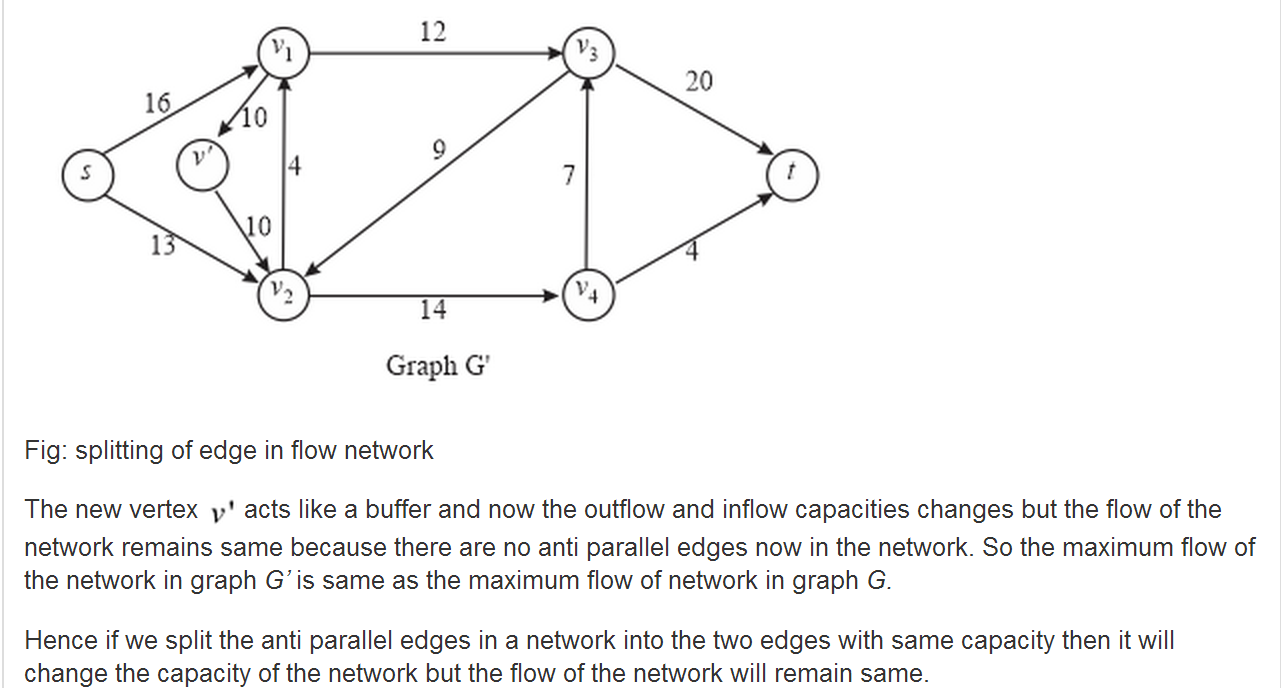 12
v1
v3
20
16
10
v'
s
4
9
7
t
10
13
4
v2
v4
14
Graph G'
Fig: splitting of edge in flow network
The new vertex v' acts like a buffer and now the outflow and inflow capacities changes but the flow of the
network remains same because there are no anti parallel edges now in the network. So the maximum flow of
the network in graph G’ is same as the maximum flow of network in graph G.
Hence if we split the anti parallel edges in a network into the two edges with same capacity then it will
change the capacity of the network but the flow of the network will remain same.